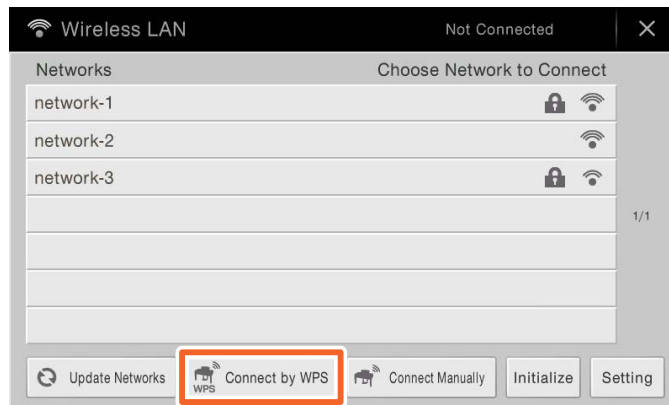 Wireless LAN Not Connected
Networks Choose Network to Connect
network-1
network-2
network-3
1/1
Update Networks WPS Connect by WPS Connect Manually Initialize Setting